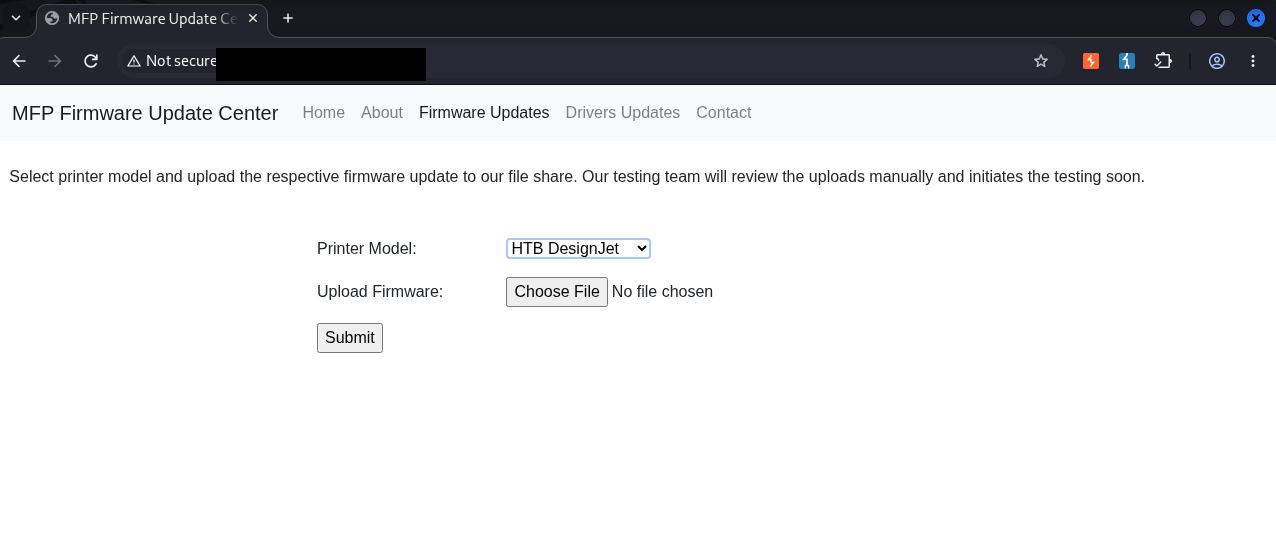 MFP Firmware Update Ce
Not secure
MFP Firmware Update Center Home About Firmware Updates Drivers Updates Contact
Select printer model and upload the respective firmware update to our file share. Our testing team will review the uploads manually and initiates the testing soon.
Printer Model: HTB DesignJet
Upload Firmware: Choose File No file chosen
Submit